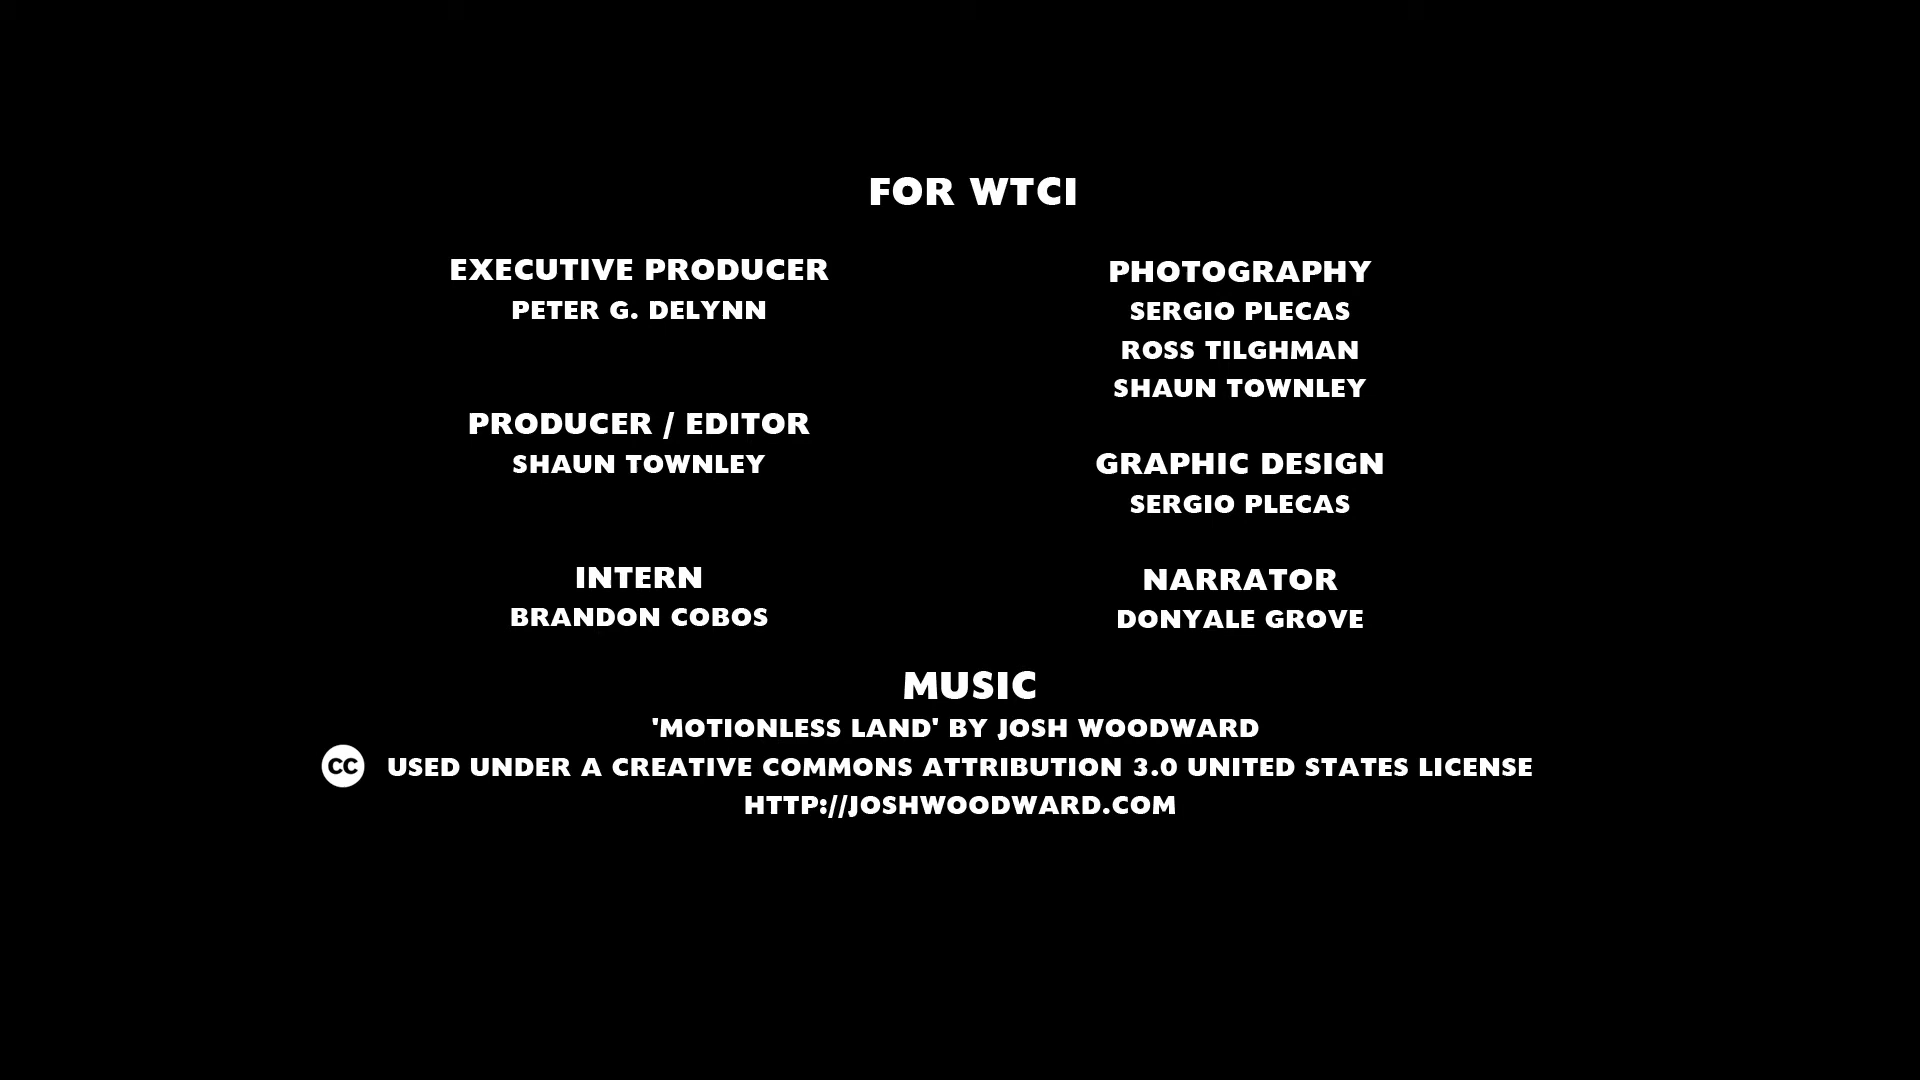 FOR WTCI
EXECUTIVE PRODUCER
PETER G. DELYNN
PRODUCER / EDITOR
SHAUN TOWNLEY
INTERN
BRANDON COBOS
PHOTOGRAPHY
SERGIO PLECAS
ROSS TILGHMAN
SHAUN TOWNLEY
GRAPHIC DESIGN
SERGIO PLECAS
NARRATOR
DONYALE GROVE
MUSIC
'MOTIONLESS LAND' BY JOSH WOODWARD
CC USED UNDER A CREATIVE COMMONS ATTRIBUTION 3.0 UNITED STATES LICENSE
HTTP://JOSHWOODWARD.COM